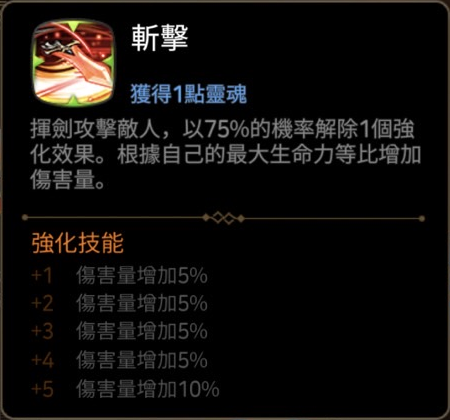 斬擊
獲得1點靈魂
揮劍攻擊敵人，以75%的機率解除1個強
化效果。根據自己的最大生命力等比增加
傷害量。
強化技能
+1 傷害量增加5%
+2 傷害量增加5%
+3 傷害量增加5%
+4 傷害量增加5%
+5 傷害量增加10%